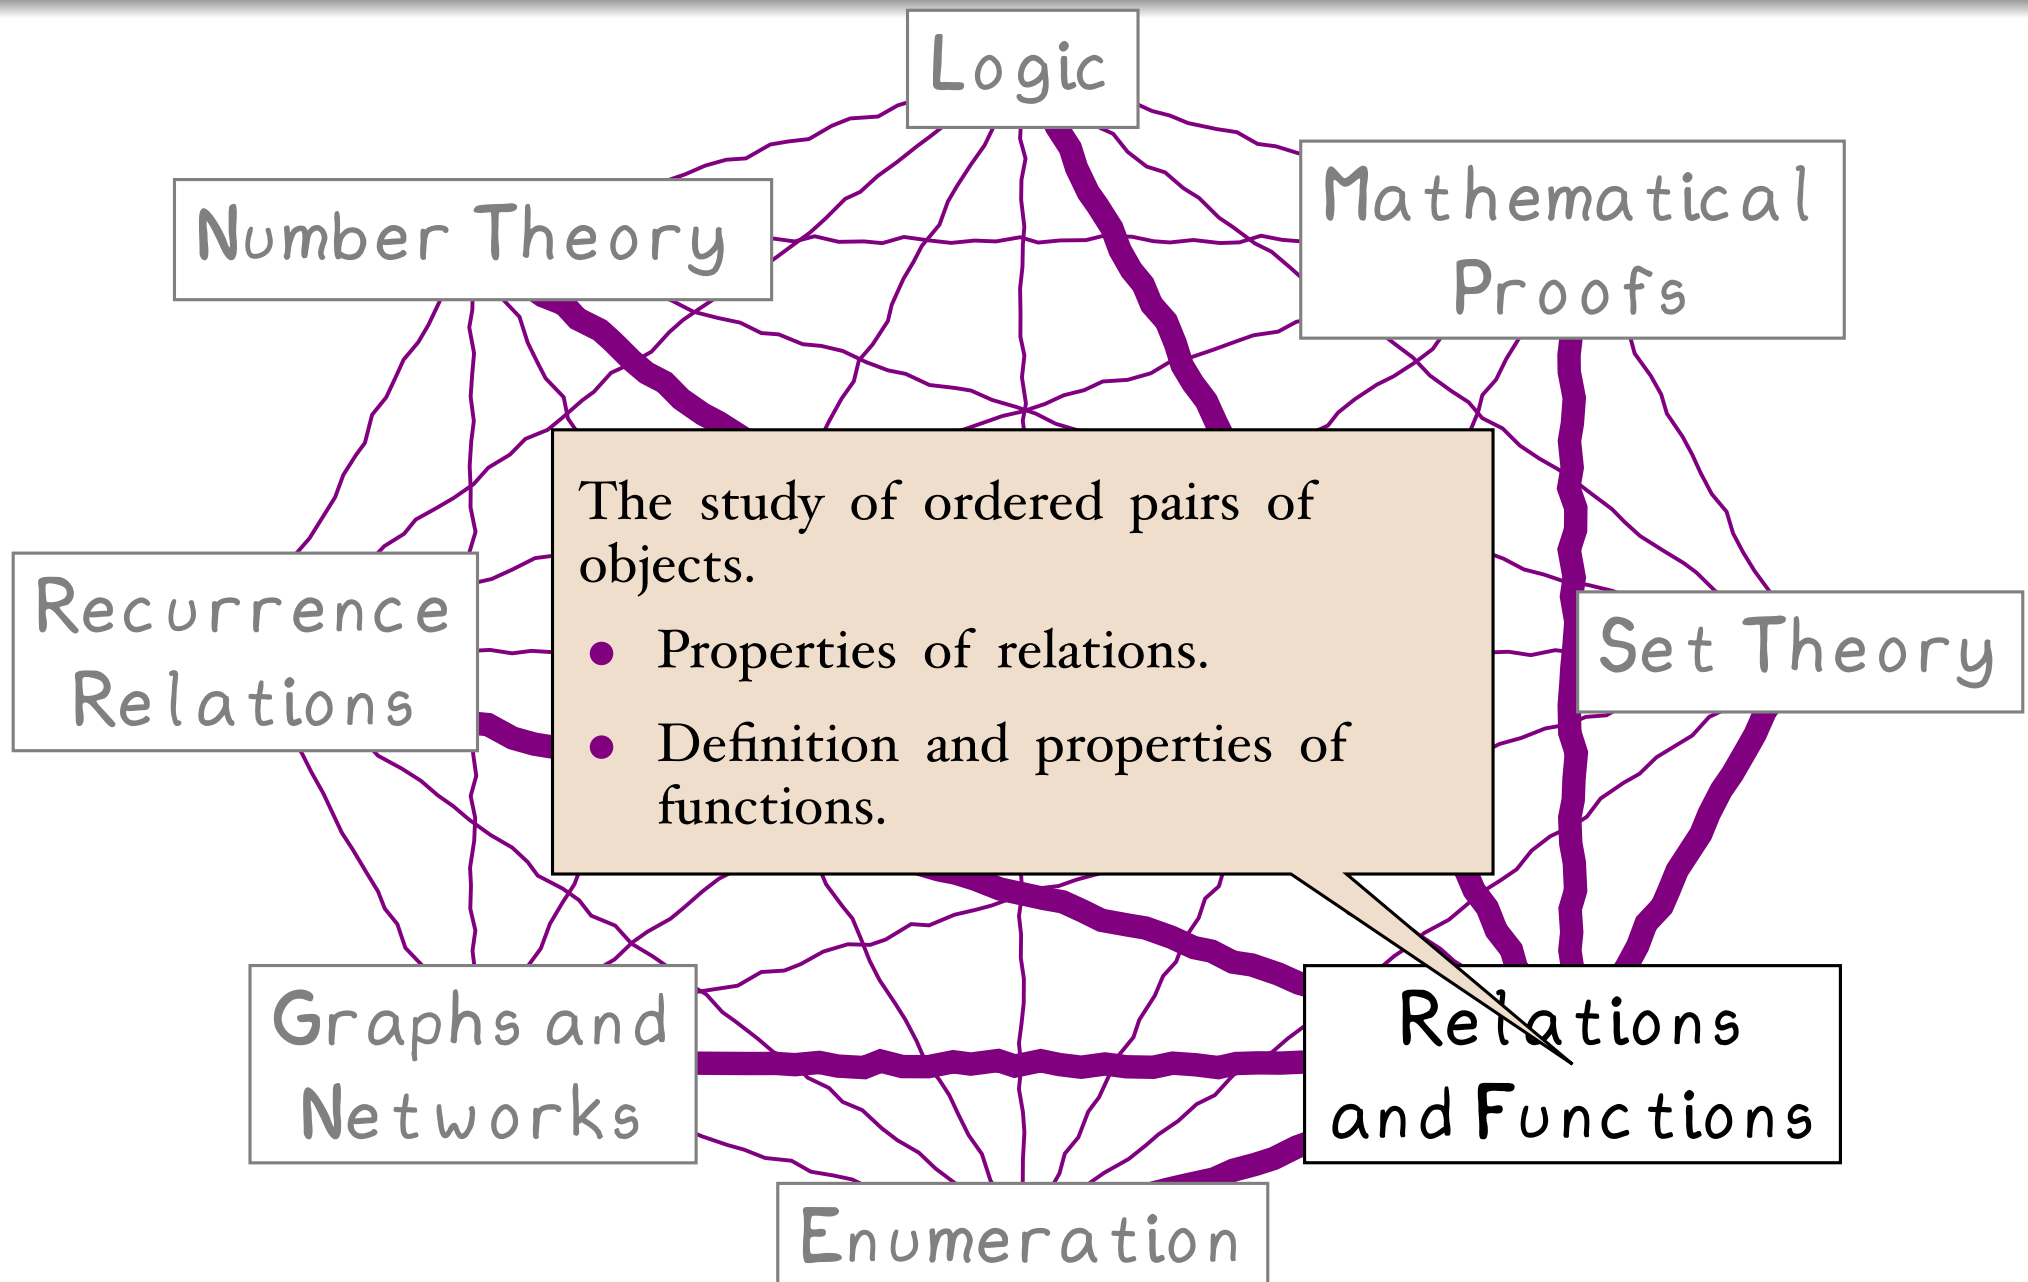 Logic
Mathematical
Proofs
Number Theory
The study of ordered pairs of
objects.
● Properties of relations.
● Definition and properties of
functions.
Recurrence
Relations
Set Theory
Graphs and
Networks
Relations
and Functions
Enumeration